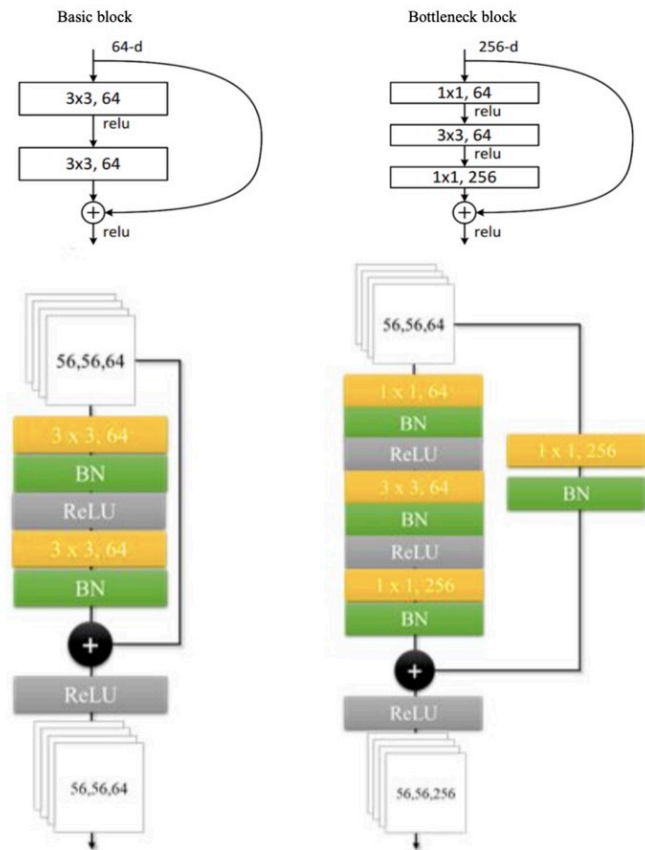 Basic block
64-d
3x3, 64
relu
3x3, 64
+
relu
Bottleneck block
256-d
1x1, 64
relu
3x3, 64
relu
1x1, 256
+
relu
56,56,64
3 x 3, 64
BN
ReLU
3 x 3, 64
BN
+
ReLU
56,56,64
56,56,64
1 x 1, 64
BN
ReLU
3 x 3, 64
BN
ReLU
1 x 1, 256
BN
1 x 1, 256
BN
+
ReLU
56,56,256